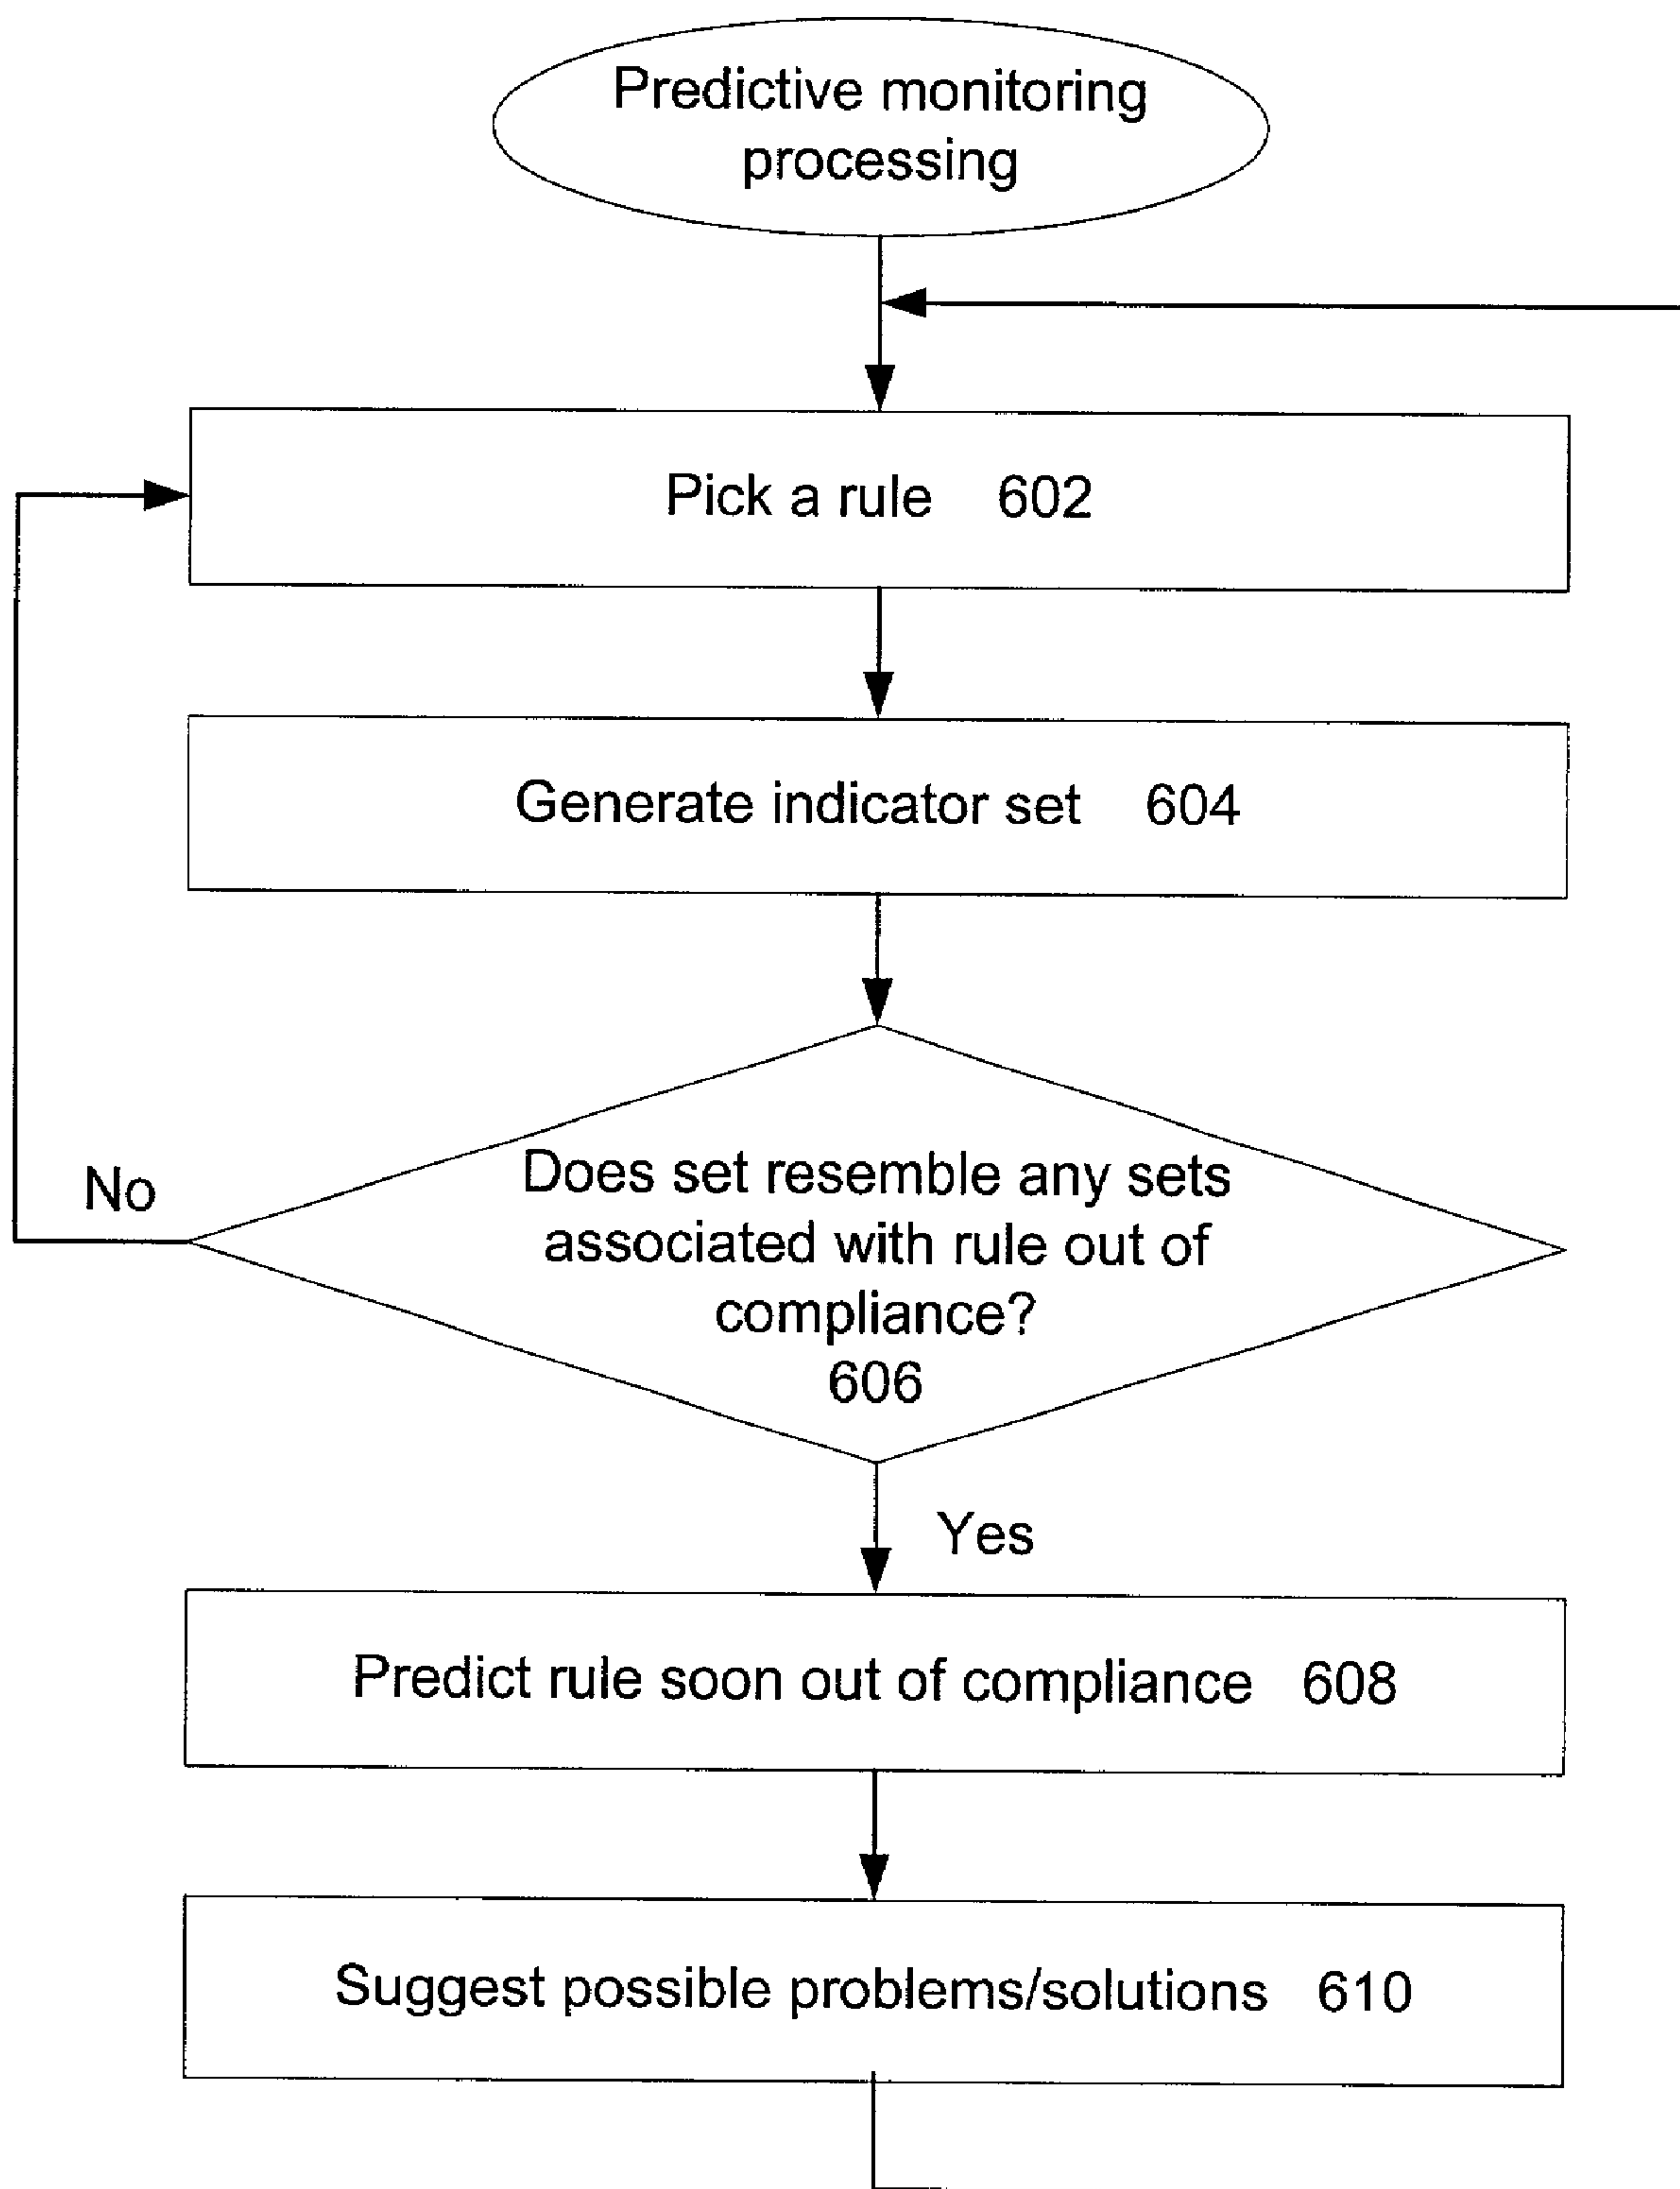 Predictive monitoring
processing
Pick a rule 602
Generate indicator set 604
Does set resemble any sets
associated with rule out of
compliance?
606
No
Yes
Predict rule soon out of compliance 608
Suggest possible problems/solutions 610